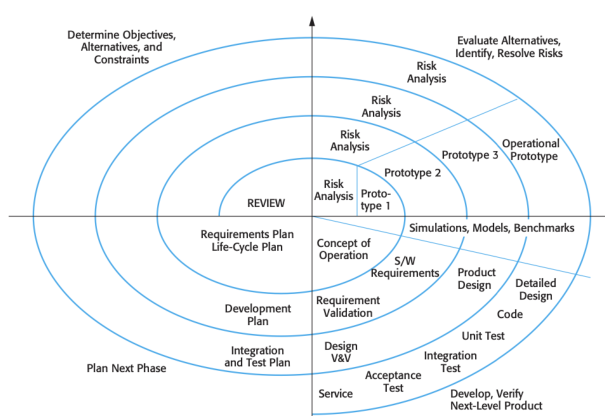 Determine Objectives,
Alternatives, and
Constraints
Evaluate Alternatives,
Identify, Resolve Risks
Risk
Analysis
Risk
Analysis
Risk
Analysis
Operational
Prototype
Prototype 3
Prototype 2
Risk
Analysis
Proto-
type 1
REVIEW
Requirements Plan
Life-Cycle Plan
Concept of
Operation
Simulations, Models, Benchmarks
S/W
Requirements
Product
Design
Detailed
Design
Development
Plan
Requirement
Validation
Code
Unit Test
Integration
and Test Plan
Design
V&V
Integration
Test
Acceptance
Test
Plan Next Phase
Service
Develop, Verify
Next-Level Product